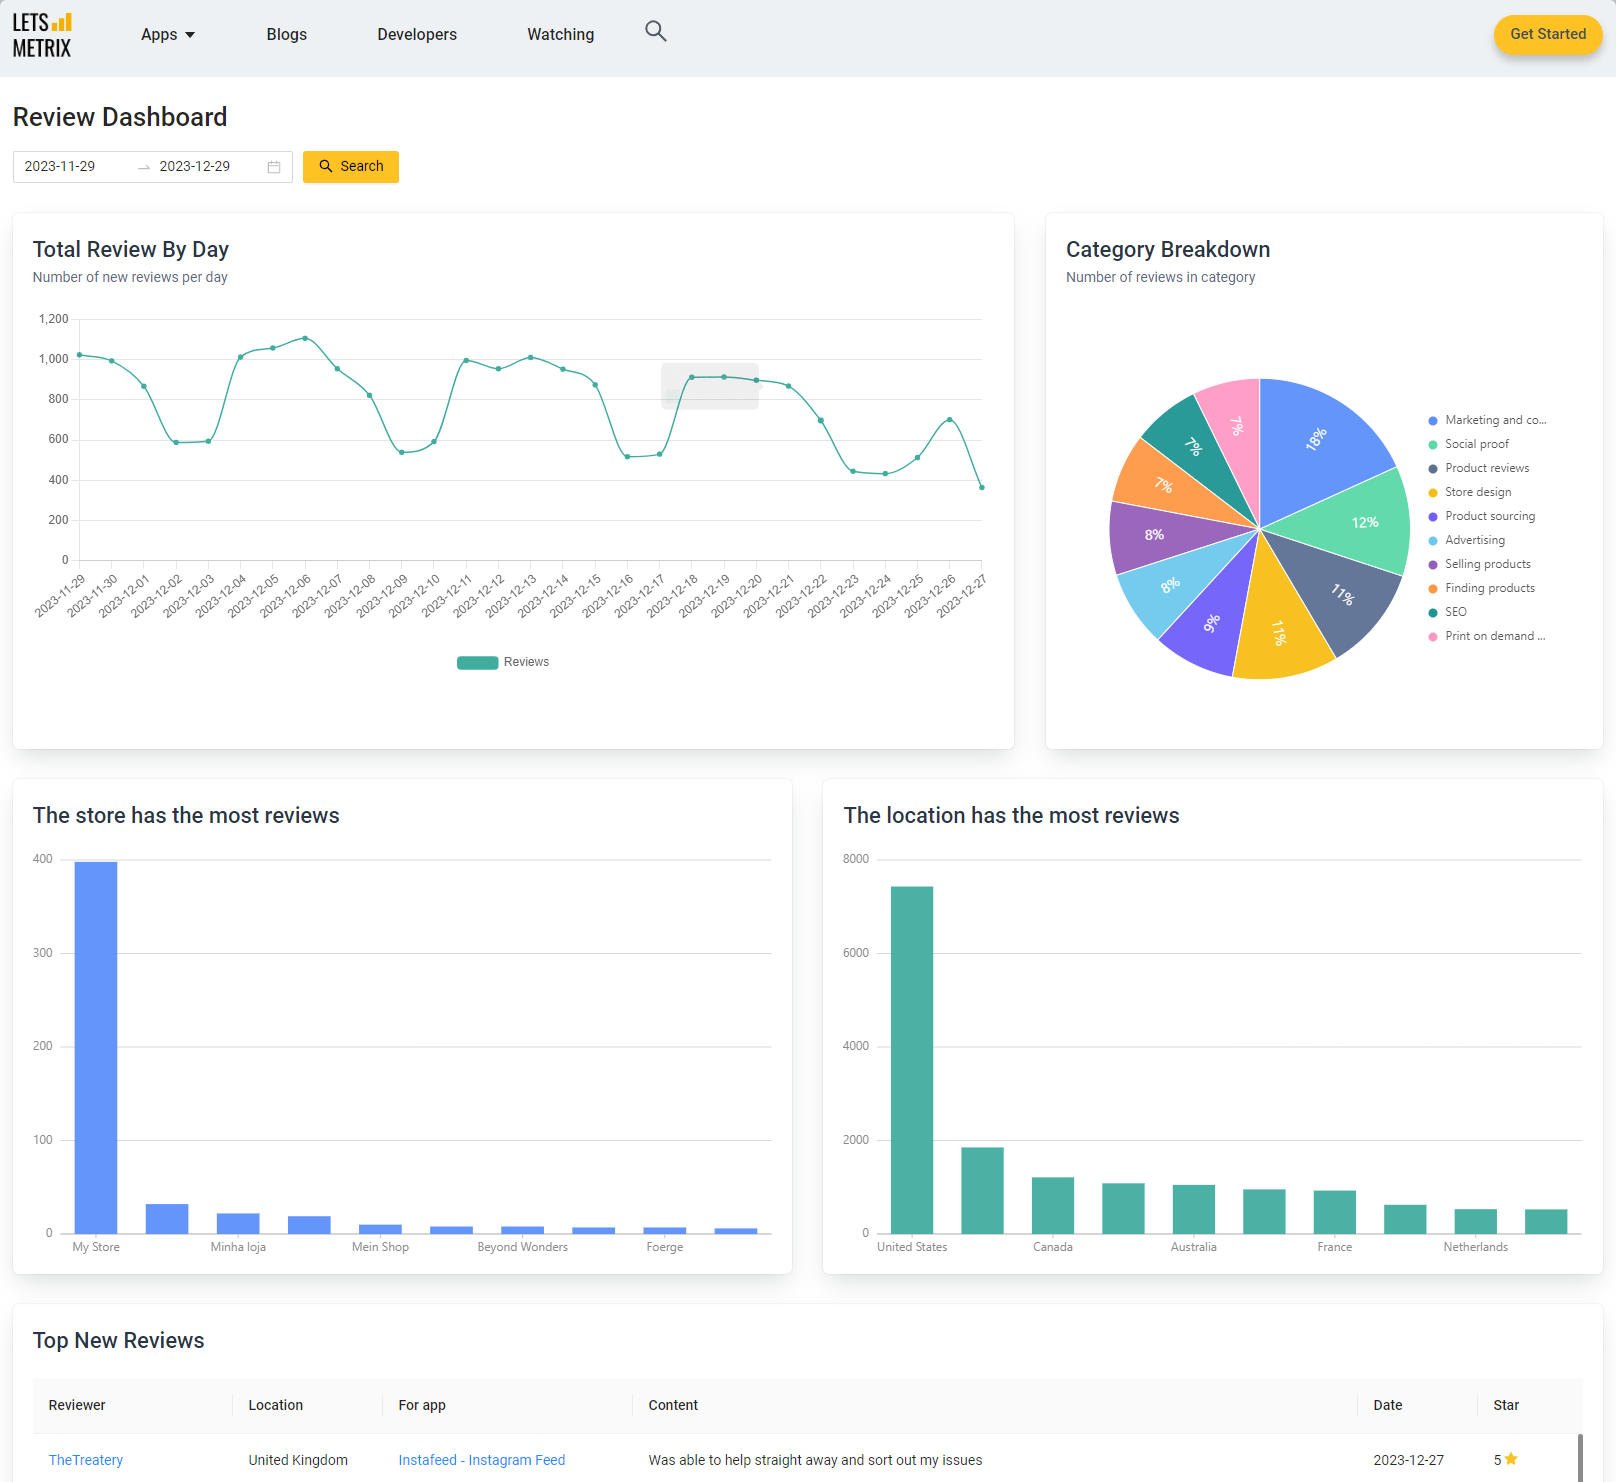 LETS
METRIX
Apps
Blogs
Developers
Watching
Get Started
Review Dashboard
2023-11-29
2023-12-29
Search
Total Review By Day
Number of new reviews per day
1,200
1,000
800
600
400
200
0
2023-11-29
2023-11-30
2023-12-01
2023-12-02
2023-12-03
2023-12-04
2023-12-05
2023-12-06
2023-12-07
2023-12-08
2023-12-09
2023-12-10
2023-12-11
2023-12-12
2023-12-13
2023-12-14
2023-12-15
2023-12-16
2023-12-17
2023-12-18
2023-12-19
2023-12-20
2023-12-21
2023-12-22
2023-12-23
2023-12-24
2023-12-25
2023-12-26
2023-12-27
Reviews
Category Breakdown
Number of reviews in category
18%
12%
11%
11%
9%
8%
8%
7%
7%
7%
Marketing and co...
Social proof
Product reviews
Store design
Product sourcing
Advertising
Selling products
Finding products
SEO
Print on demand ...
The store has the most reviews
400
300
200
100
0
My Store
Minha loja
Mein Shop
Beyond Wonders
Foerge
The location has the most reviews
8000
6000
4000
2000
0
United States
Canada
Australia
France
Netherlands
Top New Reviews
Reviewer
Location
For app
Content
Date
Star
TheTreatery
United Kingdom
Instafeed - Instagram Feed
Was able to help straight away and sort out my issues
2023-12-27
5